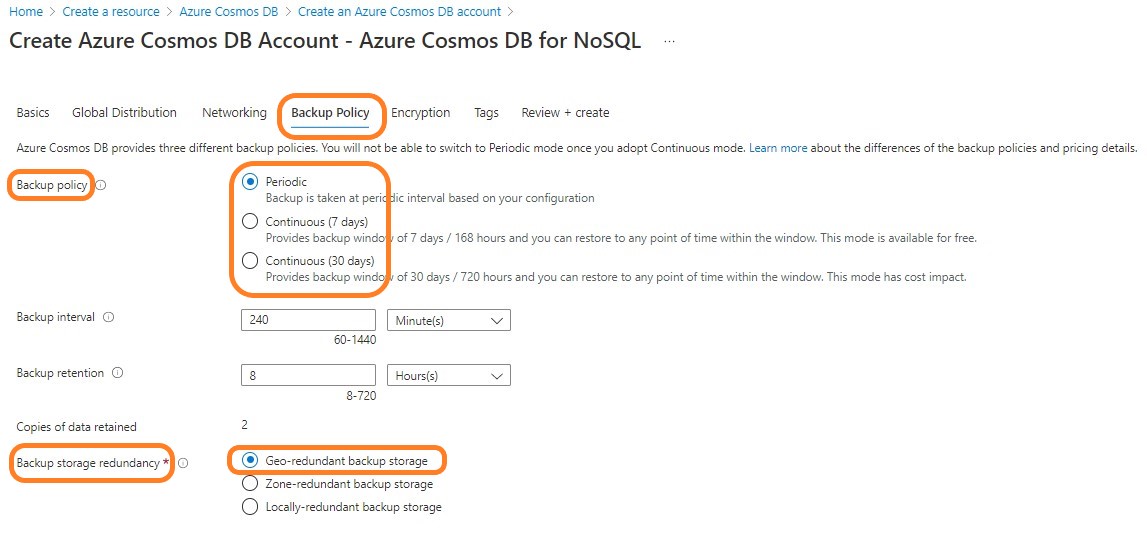 Home > Create a resource > Azure Cosmos DB > Create an Azure Cosmos DB account >
Create Azure Cosmos DB Account - Azure Cosmos DB for NoSQL ...
Basics Global Distribution Networking Backup Policy Encryption Tags Review + create
Azure Cosmos DB provides three different backup policies. You will not be able to switch to Periodic mode once you adopt Continuous mode. Learn more about the differences of the backup policies and pricing details.
Backup policy
Periodic
Backup is taken at periodic interval based on your configuration
Continuous (7 days)
Provides backup window of 7 days / 168 hours and you can restore to any point of time within the window. This mode is available for free.
Continuous (30 days)
Provides backup window of 30 days / 720 hours and you can restore to any point of time within the window. This mode has cost impact.
Backup interval 240 Minute(s)
60-1440
Backup retention 8 Hours(s)
8-720
Copies of data retained 2
Backup storage redundancy * Geo-redundant backup storage
Zone-redundant backup storage
Locally-redundant backup storage